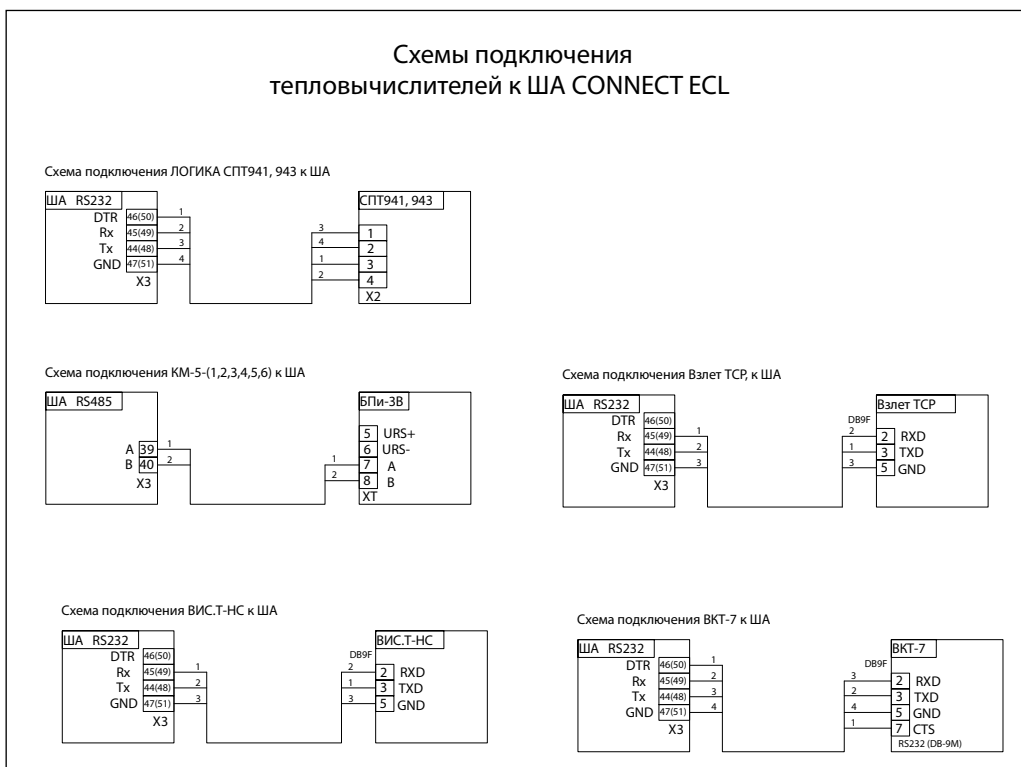 Схемы подключения
тепловычислителей к ША CONNECT ECL
Схема подключения ЛОГИКА СПТ941, 943 к ША
ША RS232
СПТ941, 943
DTR 46(50) 1
Rx 45(49) 2
Tx 44(48) 3
GND 47(51) 4
X3
3 1
4 2
1 3
2 4
X2
Схема подключения КМ-5-(1,2,3,4,5,6) к ША
ША RS485
БПи-3В
A 39 1
B 40 2
X3
5 URS+
6 URS-
1 7 A
2 8 B
XT
Схема подключения Взлет ТСР, к ША
ША RS232
Взлет ТСР
DTR 46(50)
Rx 45(49) 1
Tx 44(48) 2
GND 47(51) 3
X3
DB9F
2 2 RXD
1 3 TXD
3 5 GND
Схема подключения ВИС.Т-НС к ША
ША RS232
ВИС.Т-НС
DTR 46(50)
Rx 45(49) 1
Tx 44(48) 2
GND 47(51) 3
X3
DB9F
2 2 RXD
1 3 TXD
3 5 GND
Схема подключения ВКТ-7 к ША
ША RS232
ВКТ-7
DTR 46(50) 1
Rx 45(49) 2
Tx 44(48) 3
GND 47(51) 4
X3
DB9F
3 2 RXD
2 3 TXD
4 5 GND
1 7 CTS
RS232 (DB-9M)